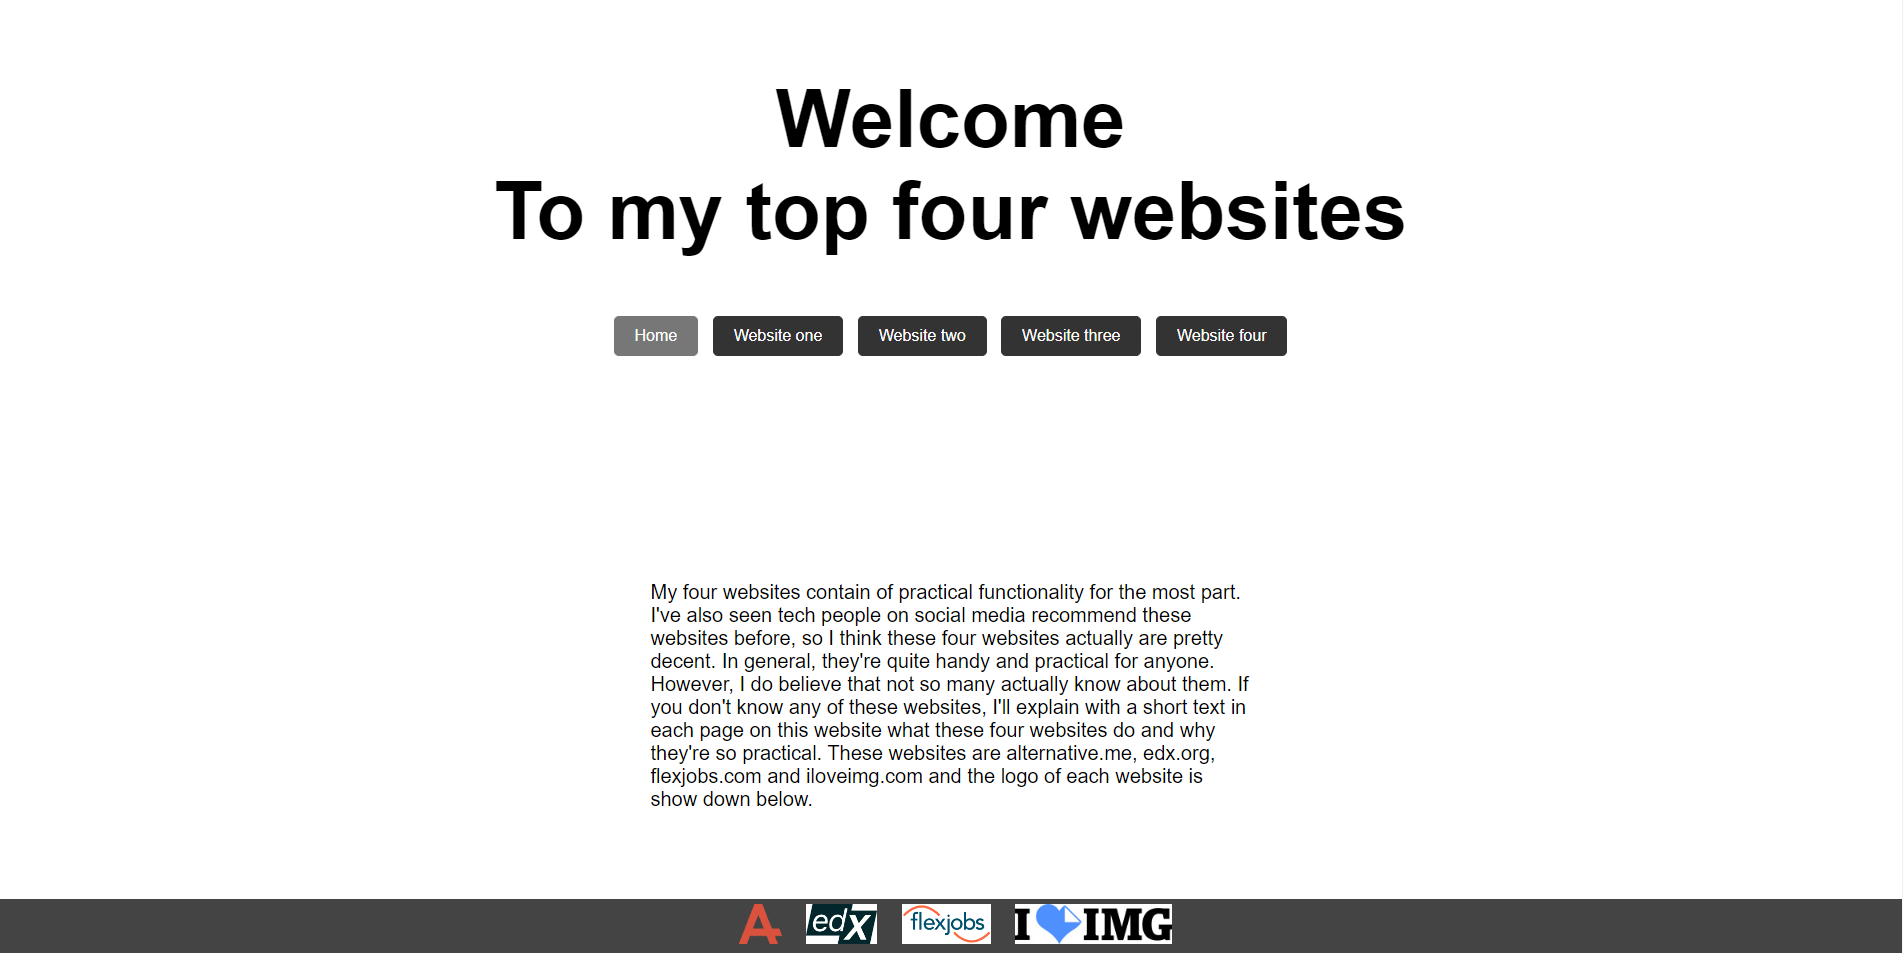 Welcome
To my top four websites
Home
Website one
Website two
Website three
Website four
My four websites contain of practical functionality for the most part.
I've also seen tech people on social media recommend these
websites before, so I think these four websites actually are pretty
decent. In general, they're quite handy and practical for anyone.
However, I do believe that not so many actually know about them. If
you don't know any of these websites, I'll explain with a short text in
each page on this website what these four websites do and why
they're so practical. These websites are alternative.me, edx.org,
flexjobs.com and iloveimg.com and the logo of each website is
show down below.
A
edX
flexjobs
I IMG